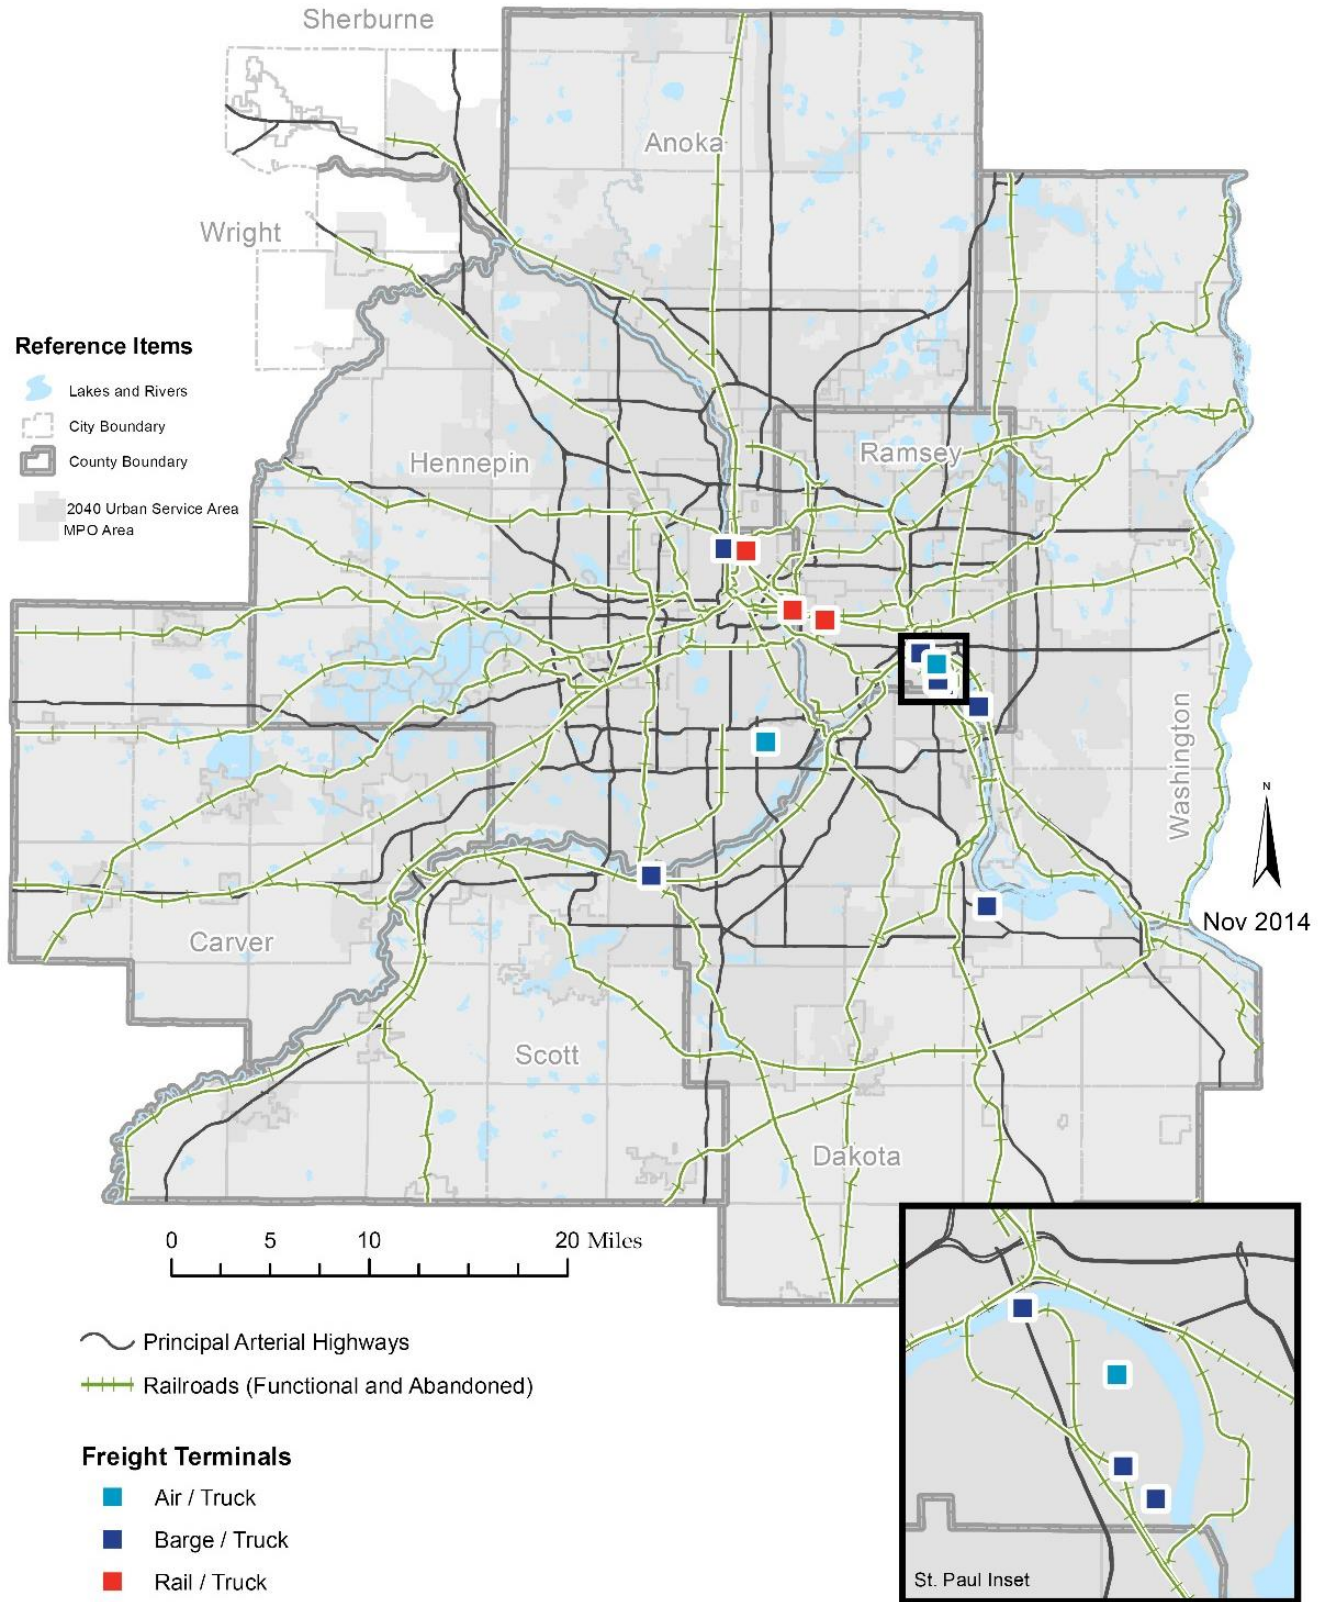 Sherburne
Anoka
Wright
Reference Items
Lakes and Rivers
City Boundary
County Boundary
2040 Urban Service Area
MPO Area
Hennepin
Ramsey
Washington
N
Nov 2014
Carver
Scott
Dakota
0 5 10 20 Miles
Principal Arterial Highways
Railroads (Functional and Abandoned)
Freight Terminals
Air / Truck
Barge / Truck
Rail / Truck
St. Paul Inset